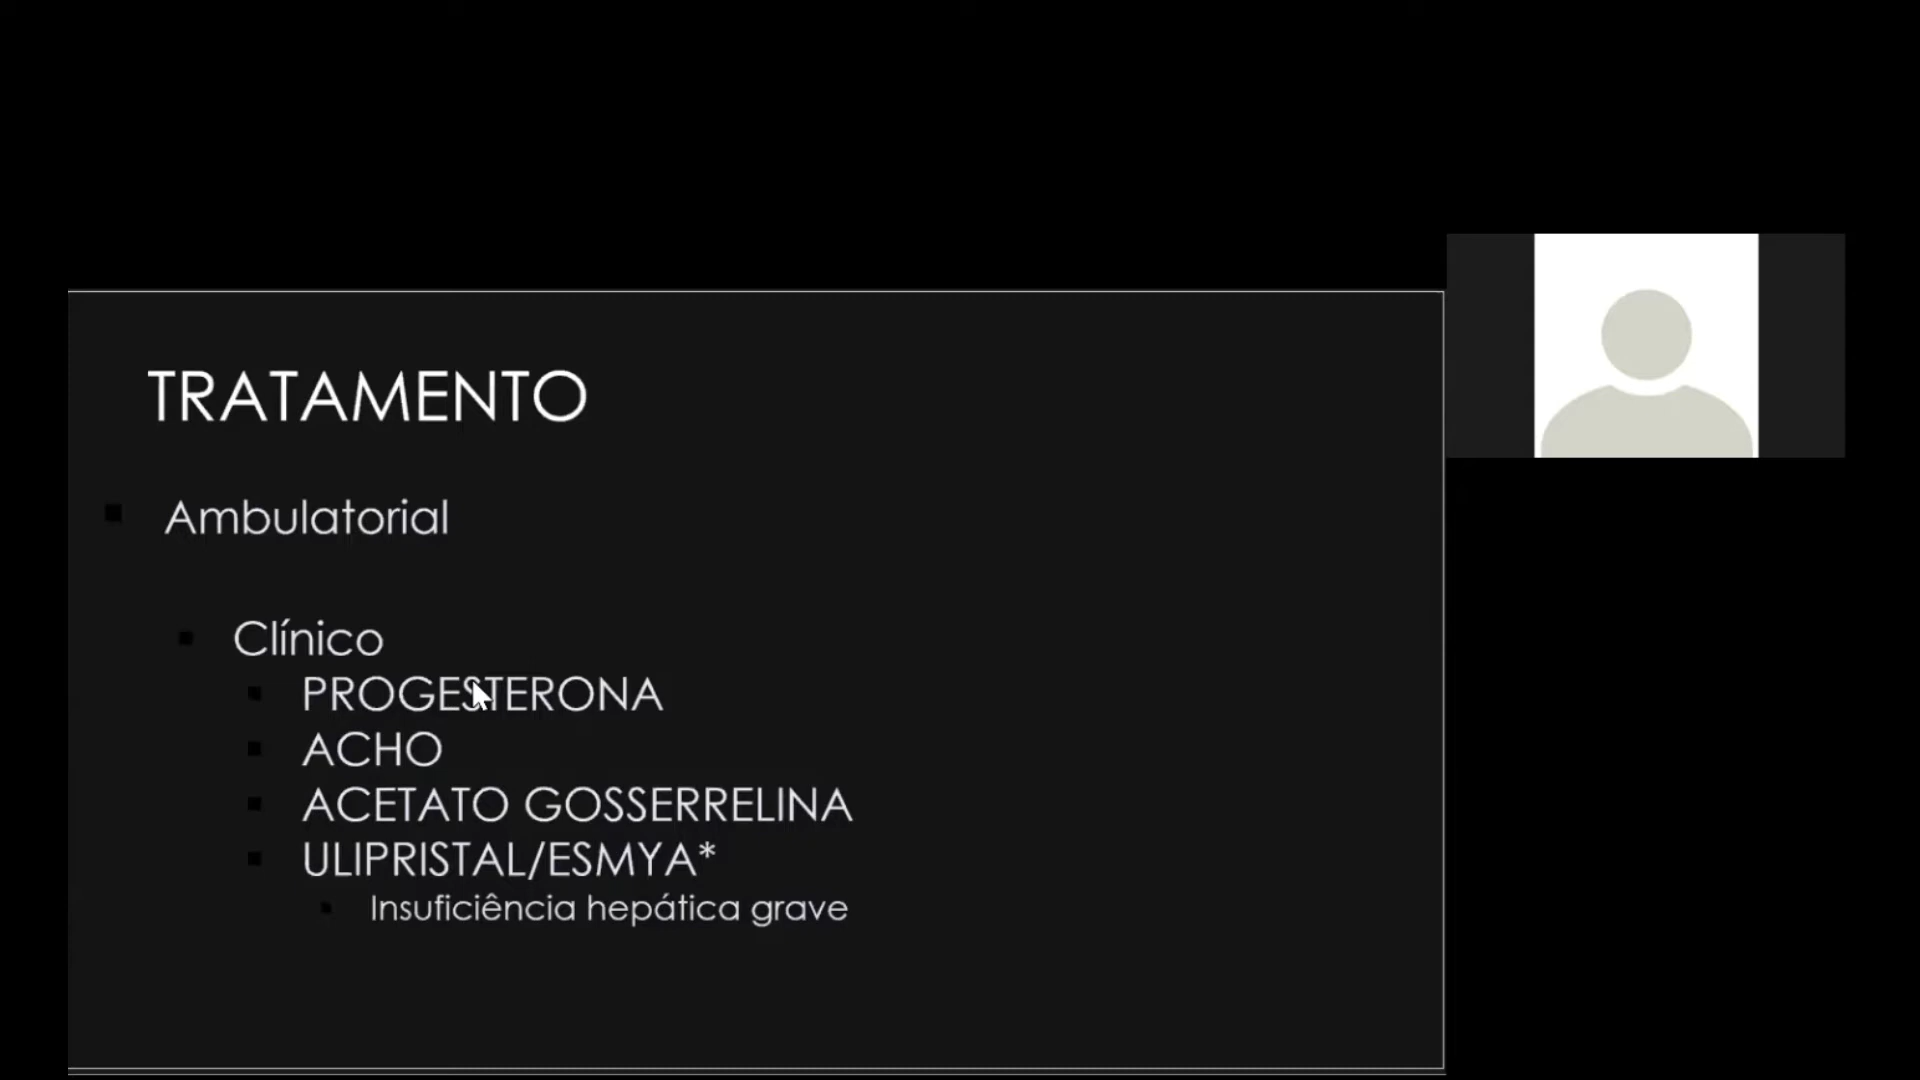 TRATAMENTO
Ambulatorial
Clínico
PROGESTERONA
ACHO
ACETATO GOSSERRELINA
ULIPRISTAL/ESMYA*
Insuficiência hepática grave